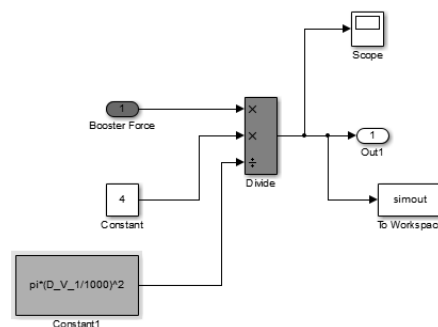 Scope
1
Booster Force
×
×
÷
Divide
1
Out1
4
Constant
simout
To Workspac
pi*(D_V_1/1000)^2
Constant1